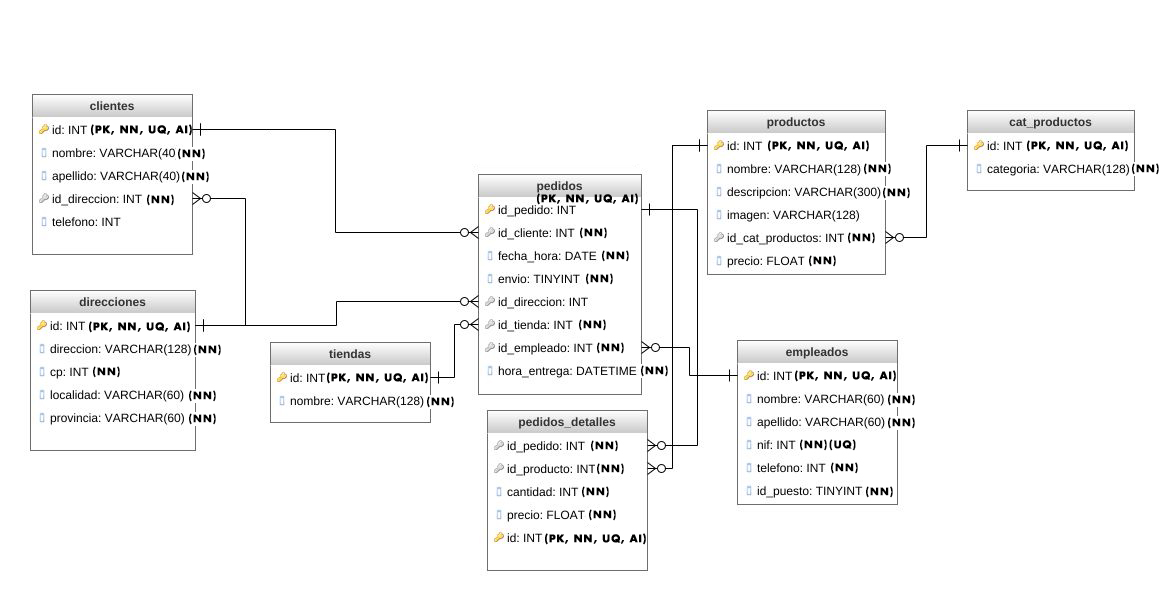 clientes
id: INT (PK, NN, UQ, AI)
nombre: VARCHAR(40 (NN)
apellido: VARCHAR(40) (NN)
id_direccion: INT (NN)
telefono: INT
direcciones
id: INT (PK, NN, UQ, AI)
direccion: VARCHAR(128) (NN)
cp: INT (NN)
localidad: VARCHAR(60) (NN)
provincia: VARCHAR(60) (NN)
tiendas
id: INT (PK, NN, UQ, AI)
nombre: VARCHAR(128) (NN)
pedidos
(PK, NN, UQ, AI)
id_pedido: INT
id_cliente: INT (NN)
fecha_hora: DATE (NN)
envio: TINYINT (NN)
id_direccion: INT
id_tienda: INT (NN)
id_empleado: INT (NN)
hora_entrega: DATETIME (NN)
pedidos_detalles
id_pedido: INT (NN)
id_producto: INT (NN)
cantidad: INT (NN)
precio: FLOAT (NN)
id: INT (PK, NN, UQ, AI)
productos
id: INT (PK, NN, UQ, AI)
nombre: VARCHAR(128) (NN)
descripcion: VARCHAR(300) (NN)
imagen: VARCHAR(128)
id_cat_productos: INT (NN)
precio: FLOAT (NN)
cat_productos
id: INT (PK, NN, UQ, AI)
categoria: VARCHAR(128) (NN)
empleados
id: INT (PK, NN, UQ, AI)
nombre: VARCHAR(60) (NN)
apellido: VARCHAR(60) (NN)
nif: INT (NN)(UQ)
telefono: INT (NN)
id_puesto: TINYINT (NN)